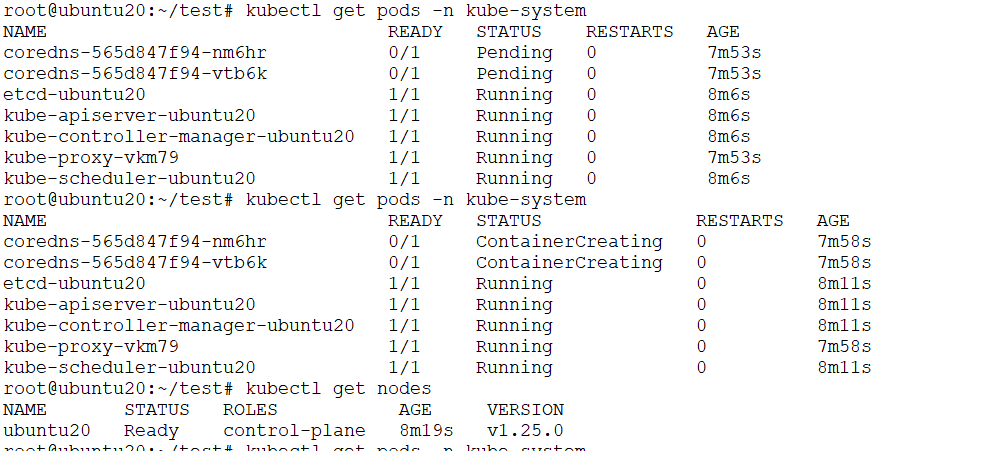 root@ubuntu20:~/test# kubectl get pods -n kube-system
NAME                               READY   STATUS    RESTARTS   AGE
coredns-565d847f94-nm6hr           0/1     Pending   0          7m53s
coredns-565d847f94-vtb6k           0/1     Pending   0          7m53s
etcd-ubuntu20                      1/1     Running   0          8m6s
kube-apiserver-ubuntu20            1/1     Running   0          8m6s
kube-controller-manager-ubuntu20   1/1     Running   0          8m6s
kube-proxy-vkm79                   1/1     Running   0          7m53s
kube-scheduler-ubuntu20            1/1     Running   0          8m6s
root@ubuntu20:~/test# kubectl get pods -n kube-system
NAME                               READY   STATUS              RESTARTS   AGE
coredns-565d847f94-nm6hr           0/1     ContainerCreating   0          7m58s
coredns-565d847f94-vtb6k           0/1     ContainerCreating   0          7m58s
etcd-ubuntu20                      1/1     Running             0          8m11s
kube-apiserver-ubuntu20            1/1     Running             0          8m11s
kube-controller-manager-ubuntu20   1/1     Running             0          8m11s
kube-proxy-vkm79                   1/1     Running             0          7m58s
kube-scheduler-ubuntu20            1/1     Running             0          8m11s
root@ubuntu20:~/test# kubectl get nodes
NAME       STATUS   ROLES           AGE     VERSION
ubuntu20   Ready    control-plane   8m19s   v1.25.0
root@ubuntu20:~/test# kubectl get pods -n kube-system